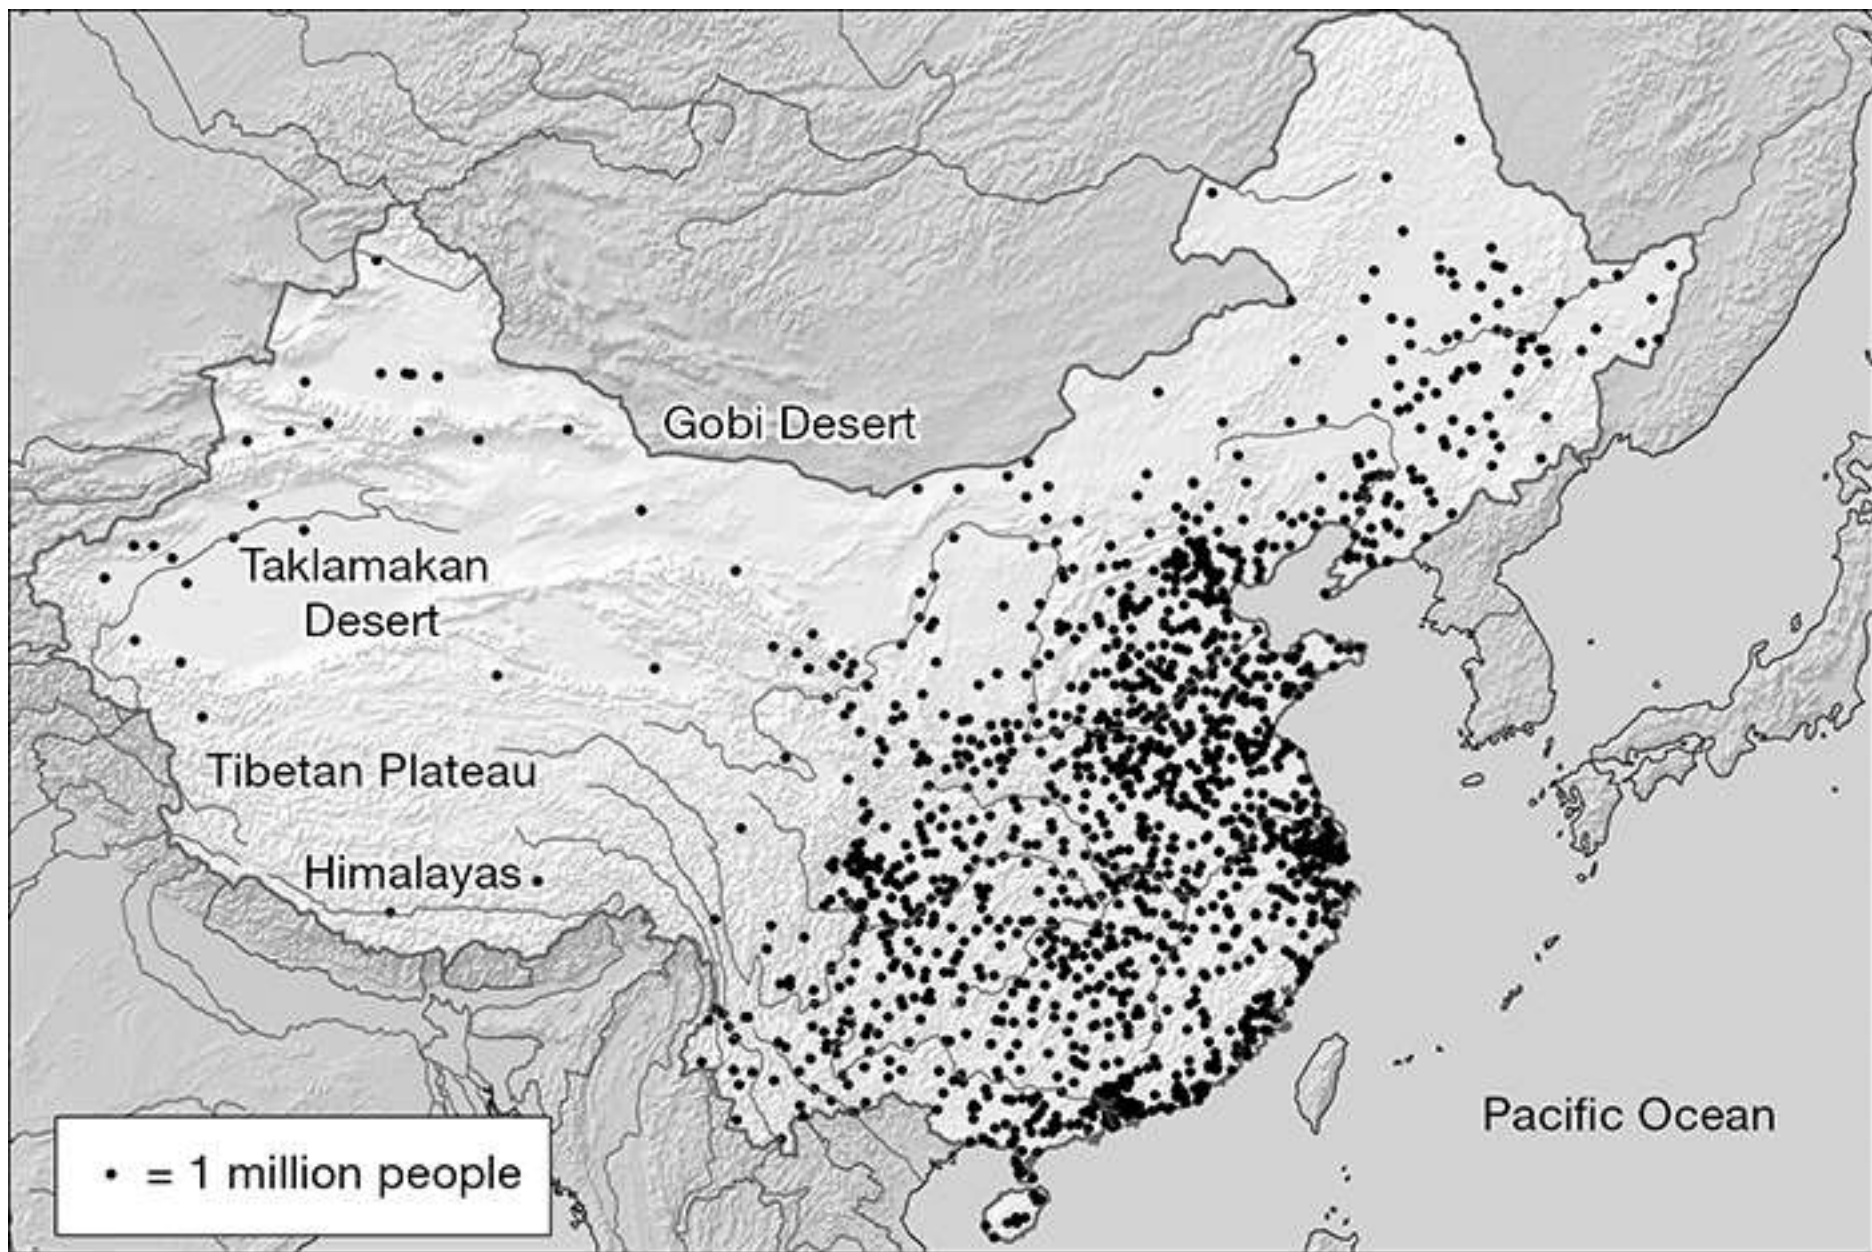 Gobi Desert
Taklamakan
Desert
Tibetan Plateau
Himalayas
Pacific Ocean
= 1 million people